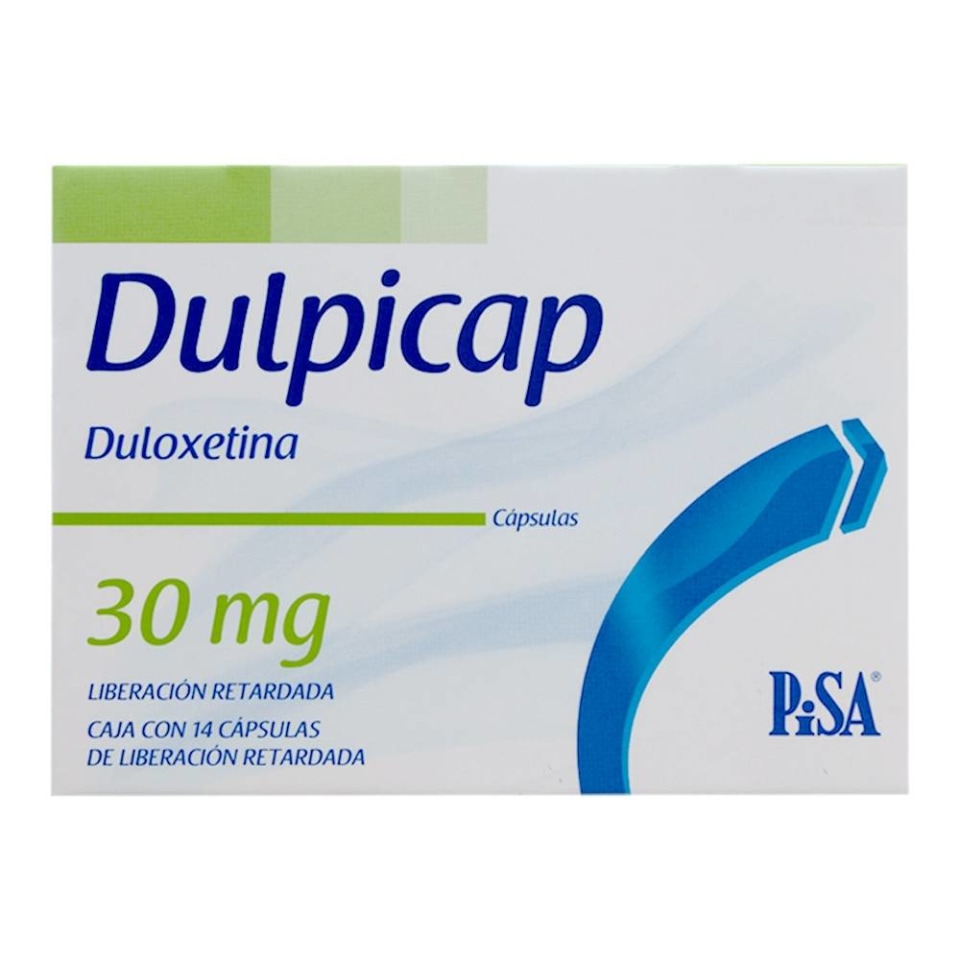 Dulpicap
Duloxetina
Cápsulas
30 mg
LIBERACIÓN RETARDADA
CAJA CON 14 CÁPSULAS
DE LIBERACIÓN RETARDADA
PiSA®